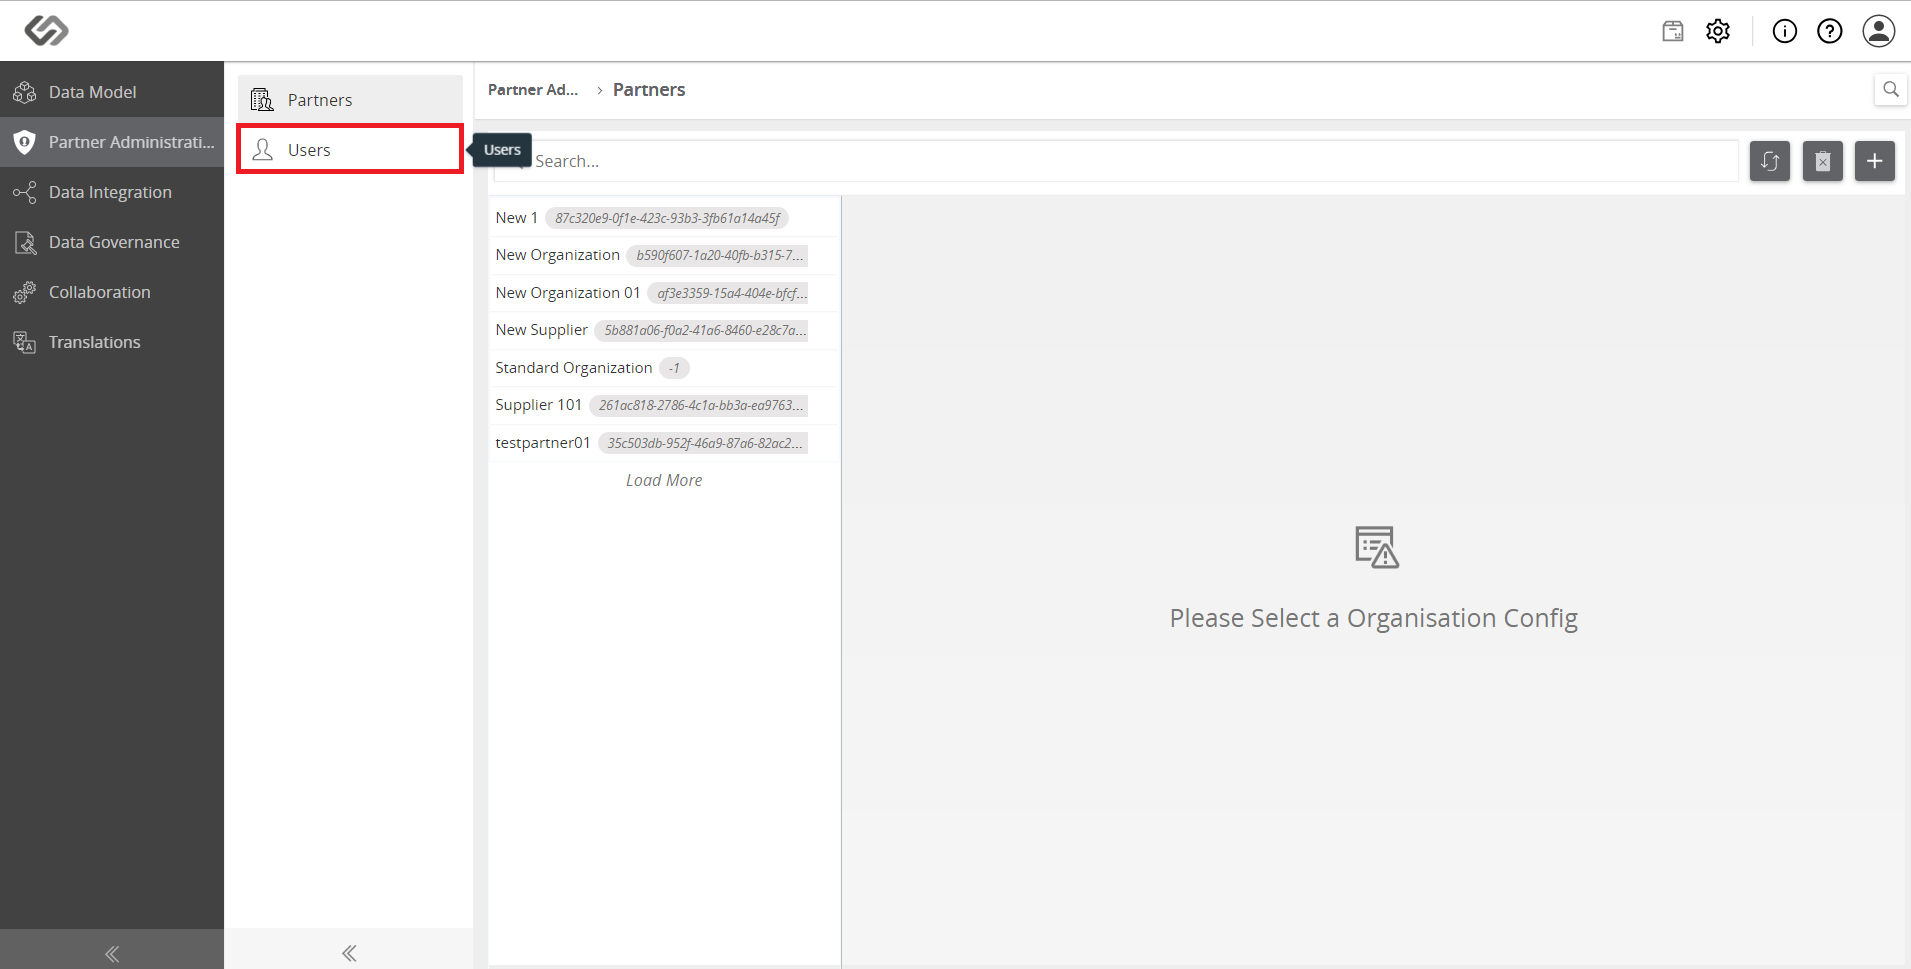 Data Model
Partner Administrati...
Data Integration
Data Governance
Collaboration
Translations
Partners
Users
Partner Ad... › Partners
Users
Search...
New 1 87c320e9-0f1e-423c-93b3-3fb61a14a45f
New Organization b590f607-1a20-40fb-b315-7...
New Organization 01 af3e3359-15a4-404e-bfcf...
New Supplier 5b881a06-f0a2-41a6-8460-e28c7a...
Standard Organization -1
Supplier 101 261ac818-2786-4c1a-bb3a-ea9763...
testpartner01 35c503db-952f-46a9-87a6-82ac2...
Load More
Please Select a Organisation Config